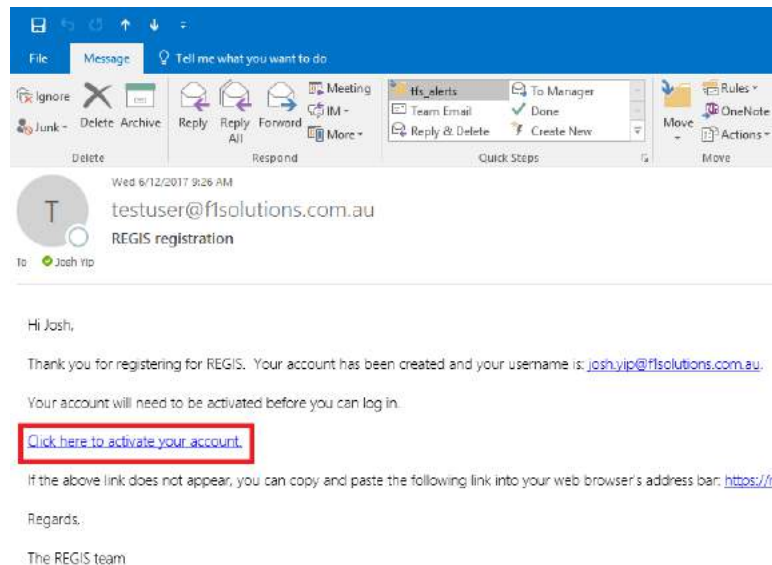 File Message Tell me what you want to do
Ignore
Junk -
Delete Archive
Reply Reply All Forward
Meeting
IM -
More -
tfs_alerts To Manager
Team Email Done
Reply & Delete Create New
Move
Rules -
OneNote
Actions -
Delete Respond Quick Steps Move
Wed 6/12/2017 9:26 AM
T
testuser@f1solutions.com.au
REGIS registration
To Josh Yip
Hi Josh,
Thank you for registering for REGIS. Your account has been created and your username is: josh.yip@f1solutions.com.au.
Your account will need to be activated before you can log in.
Click here to activate your account.
If the above link does not appear, you can copy and paste the following link into your web browser's address bar: https://r
Regards,
The REGIS team